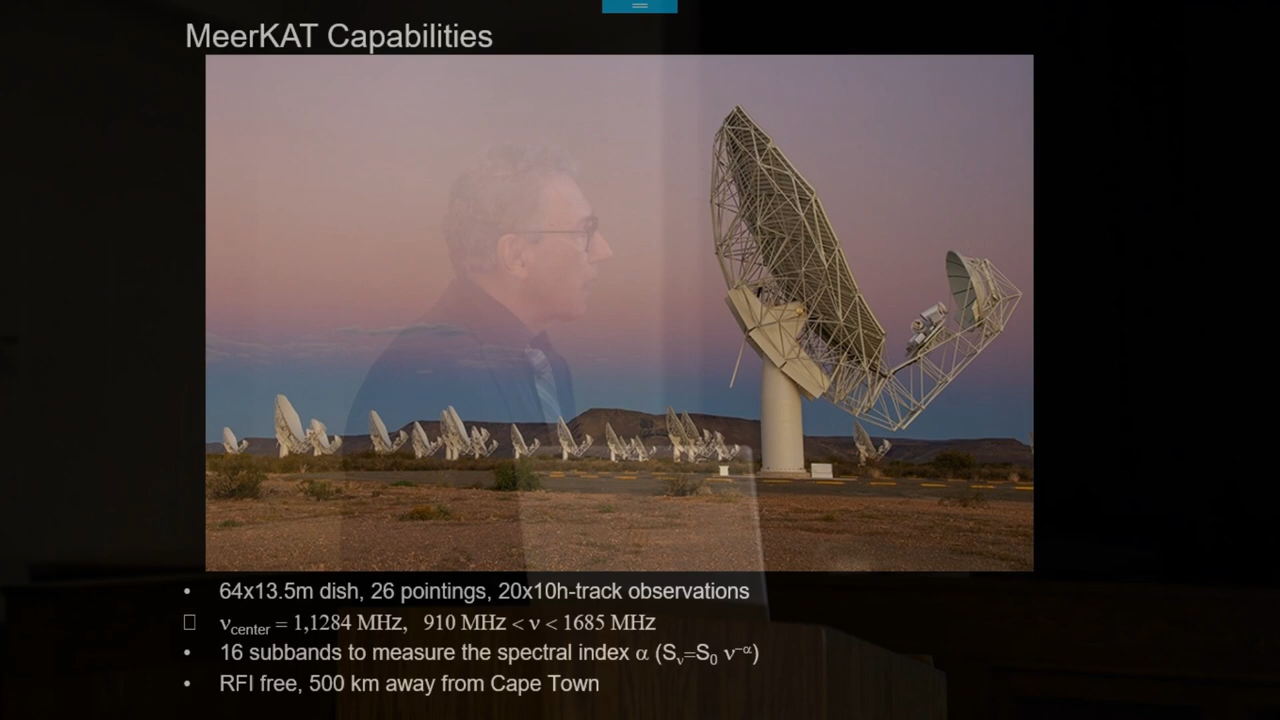 MeerKAT Capabilities
• 64x13.5m dish, 26 pointings, 20x10h-track observations
□ νcenter = 1,1284 MHz, 910 MHz < ν < 1685 MHz
• 16 subbands to measure the spectral index α (Sν=S0 ν−α)
• RFI free, 500 km away from Cape Town